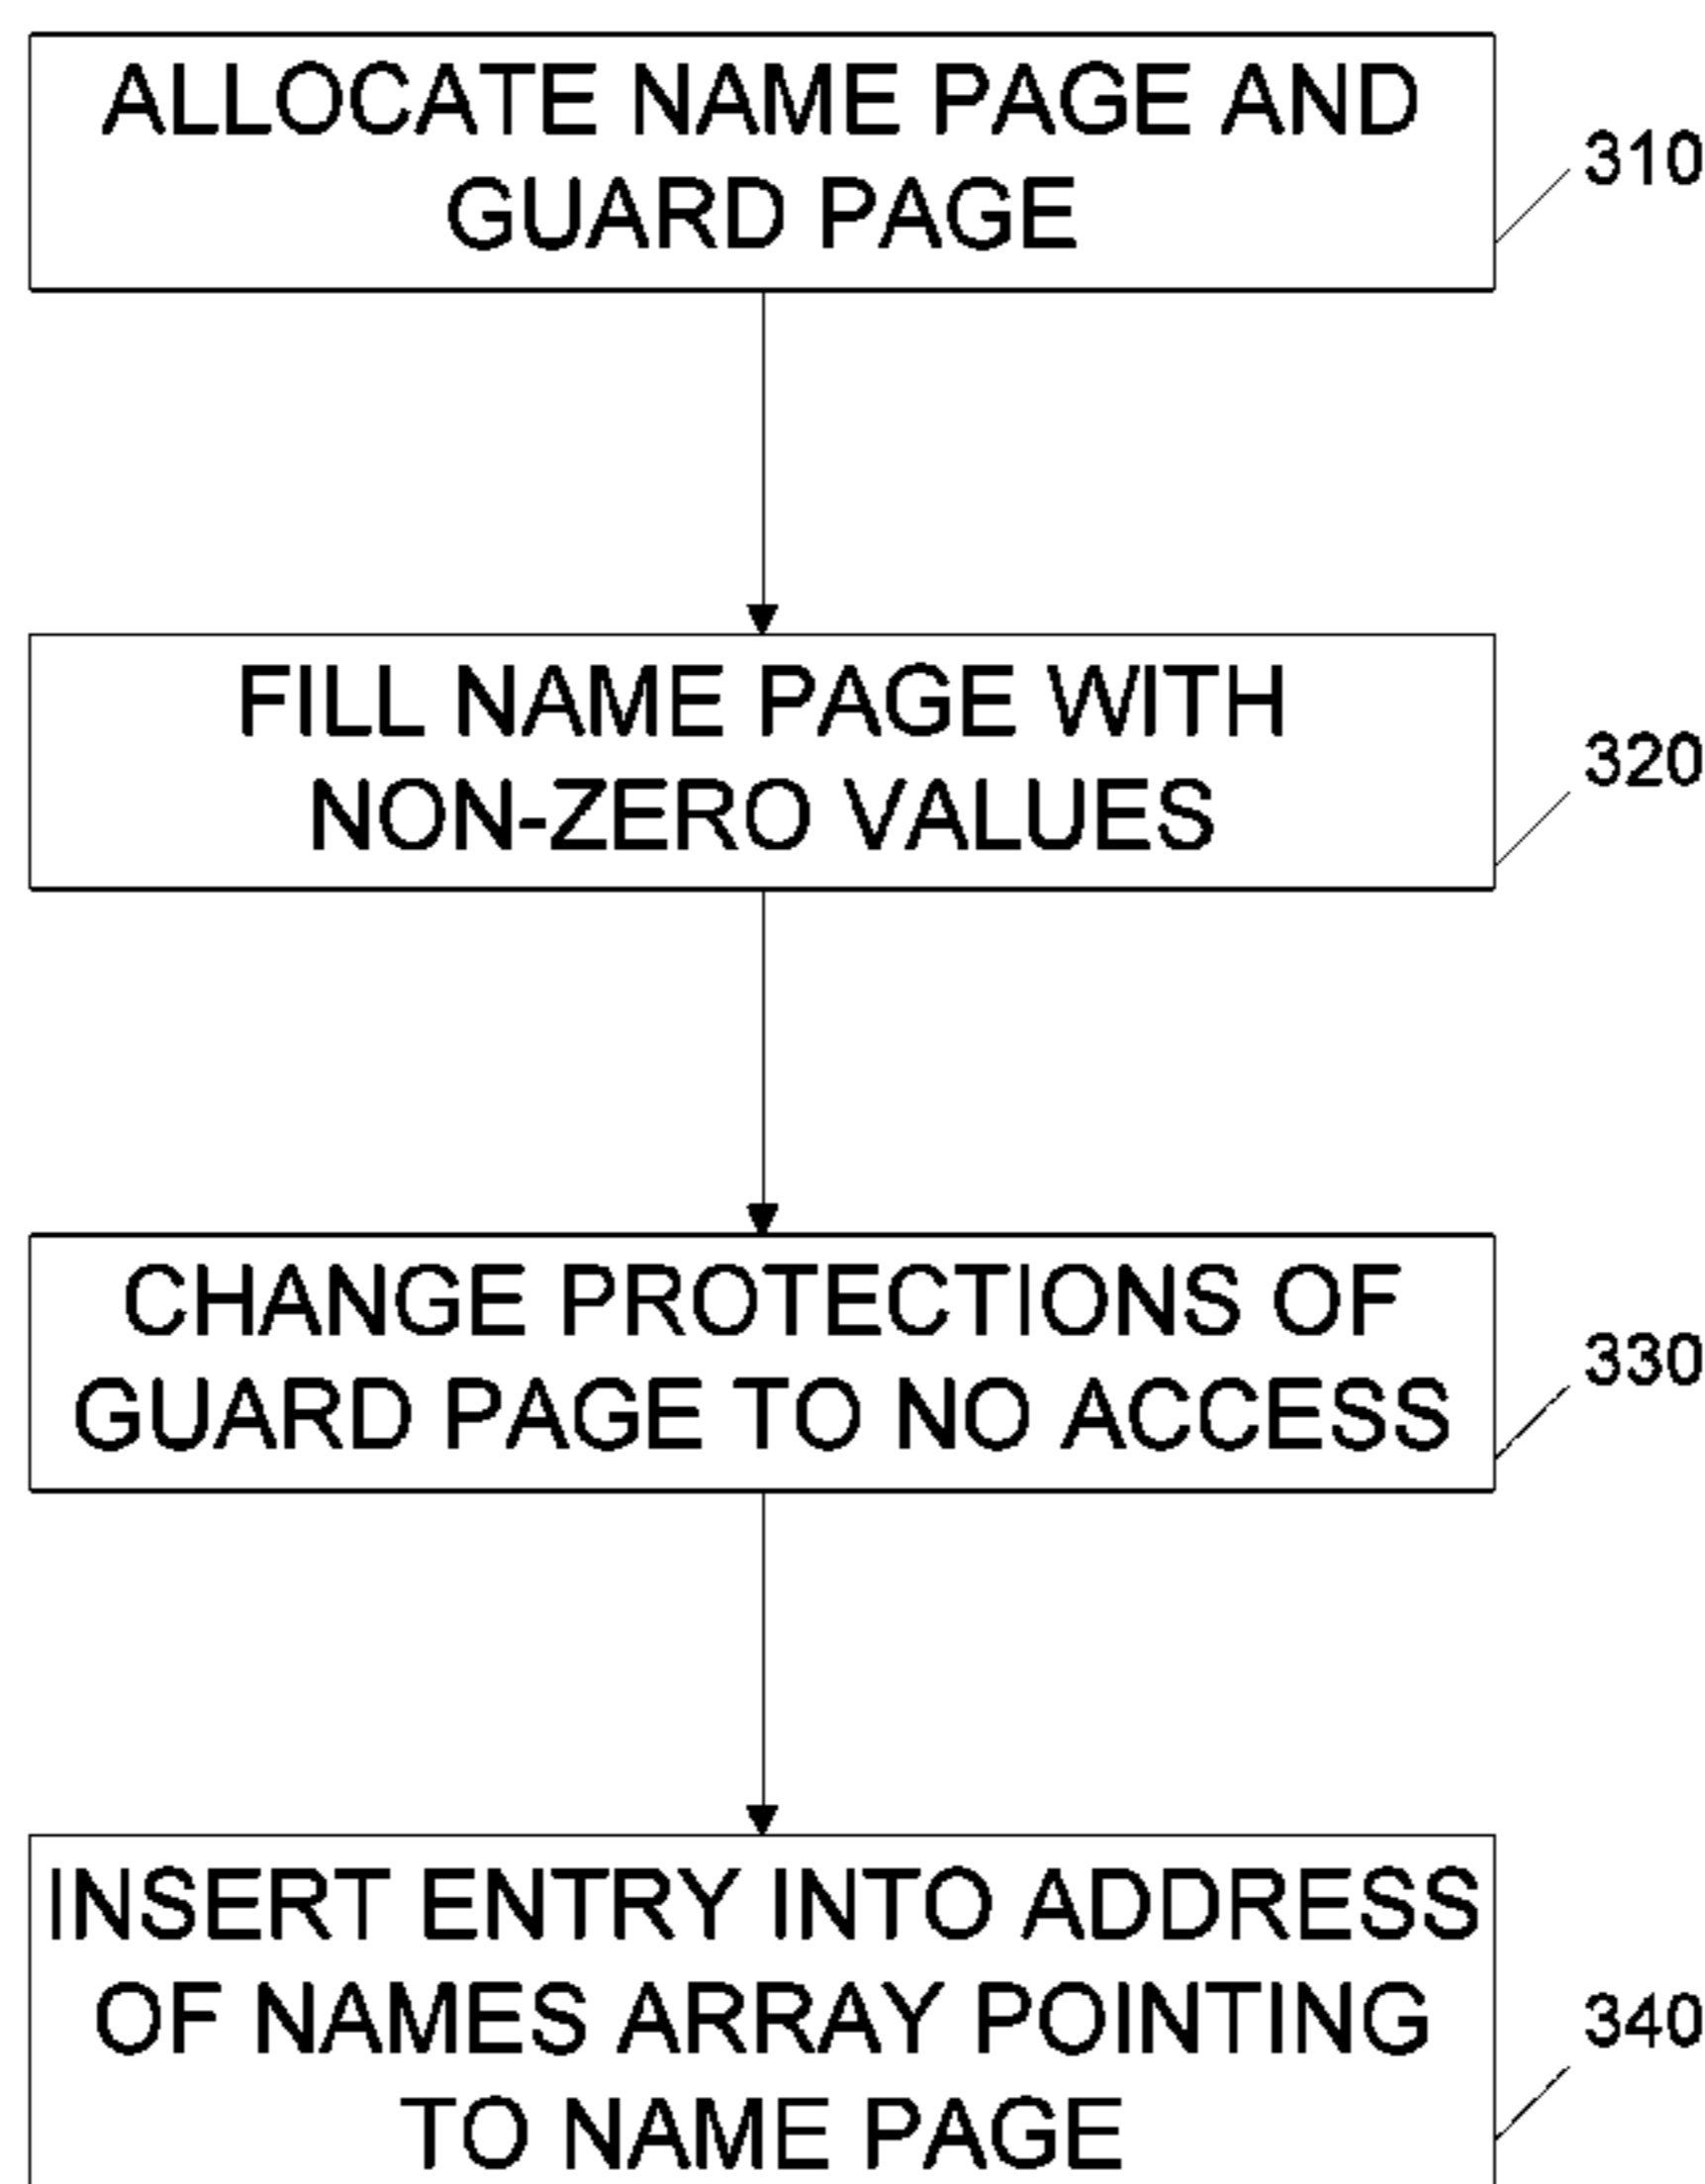 ALLOCATE NAME PAGE AND
GUARD PAGE
310
FILL NAME PAGE WITH
NON-ZERO VALUES
320
CHANGE PROTECTIONS OF
GUARD PAGE TO NO ACCESS
330
INSERT ENTRY INTO ADDRESS
OF NAMES ARRAY POINTING
TO NAME PAGE
340